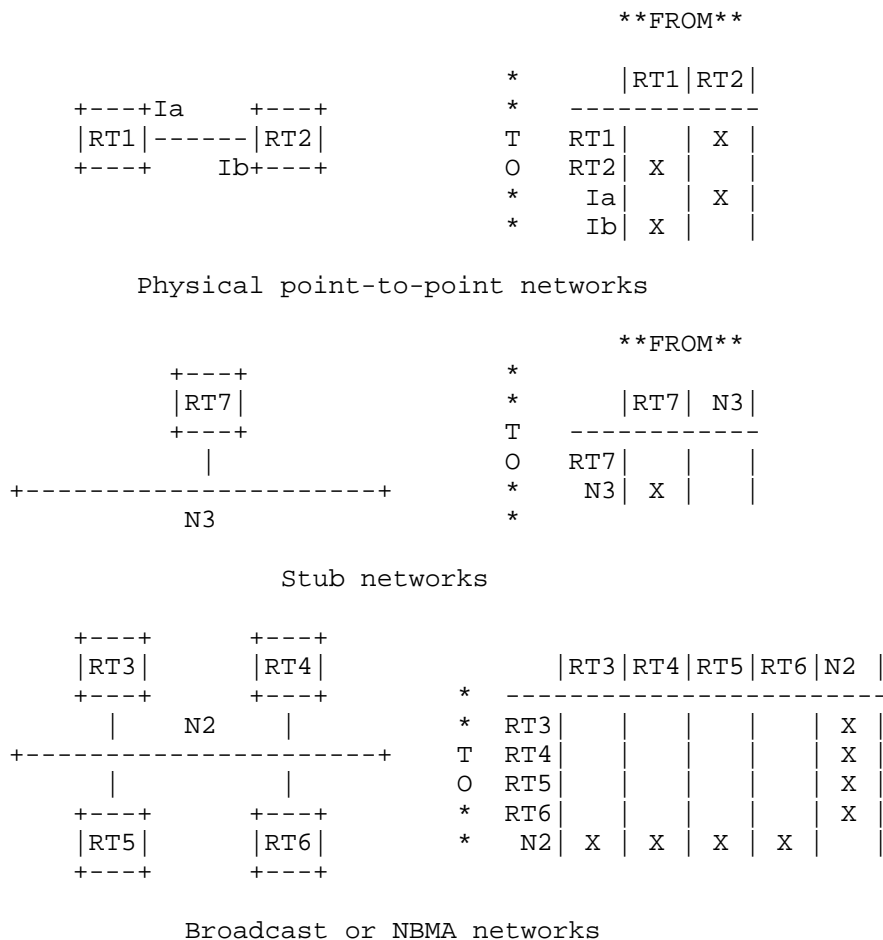 **FROM**

                                           *      |RT1|RT2|
        +---+Ia      +---+                 *   ------------
        |RT1|------|RT2|                   T   RT1|   | X |
        +---+    Ib+---+                   O   RT2| X |   |
                                           *    Ia|   | X |
                                           *    Ib| X |   |

            Physical point-to-point networks

                                                  **FROM**
              +---+                        *
              |RT7|                        *      |RT7| N3|
              +---+                        T   ------------
                |                          O   RT7|   |   |
    +----------------------+               *    N3| X |   |
               N3                          *

                     Stub networks

        +---+      +---+
        |RT3|      |RT4|                      |RT3|RT4|RT5|RT6|N2 |
        +---+      +---+                *  ------------------------
          |    N2    |                  *  RT3|   |   |   |   | X |
    +----------------------+            T  RT4|   |   |   |   | X |
          |          |                  O  RT5|   |   |   |   | X |
        +---+      +---+                *  RT6|   |   |   |   | X |
        |RT5|      |RT6|                *   N2| X | X | X | X |   |
        +---+      +---+

               Broadcast or NBMA networks